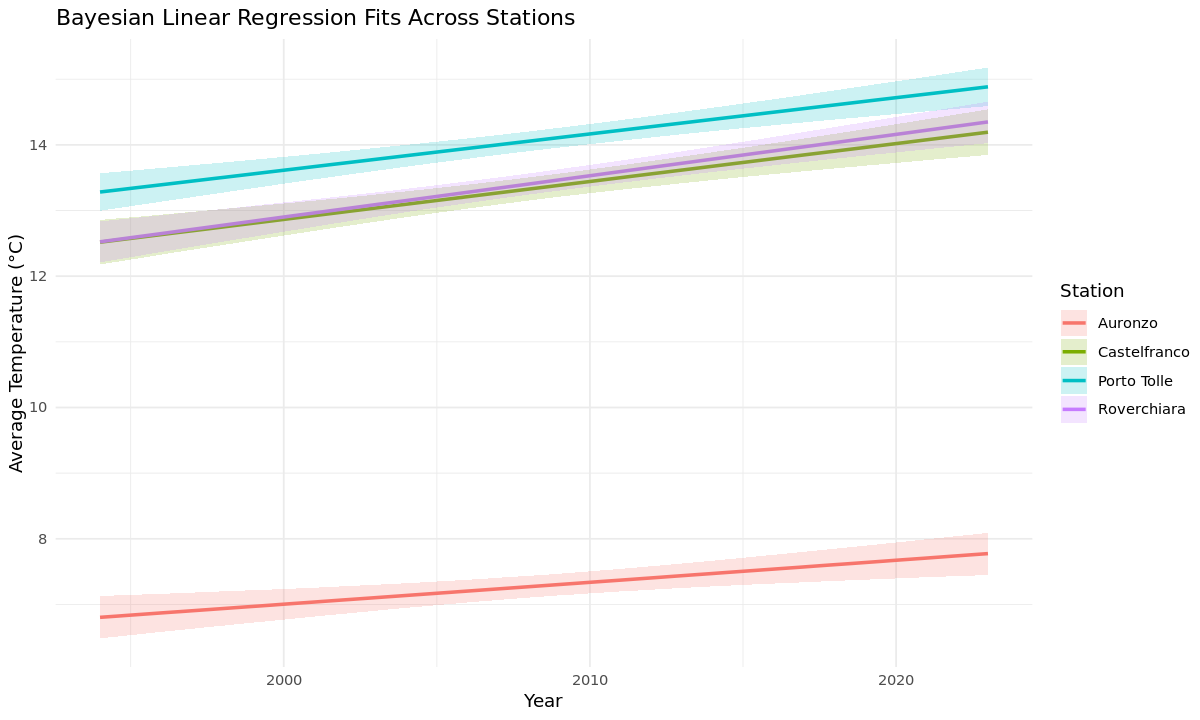 Bayesian Linear Regression Fits Across Stations
Average Temperature (°C)
14
12
10
8
2000
2010
2020
Year
Station
Auronzo
Castelfranco
Porto Tolle
Roverchiara